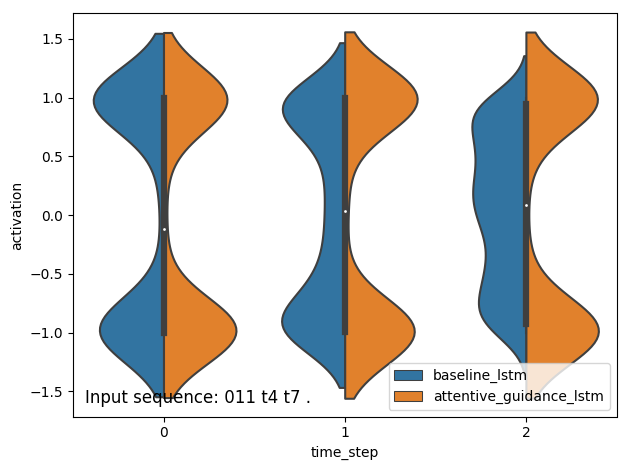 1.5
1.0
0.5
0.0
−0.5
−1.0
−1.5
activation
baseline_lstm
attentive_guidance_lstm
Input sequence: 011 t4 t7 .
0 1 2
time_step